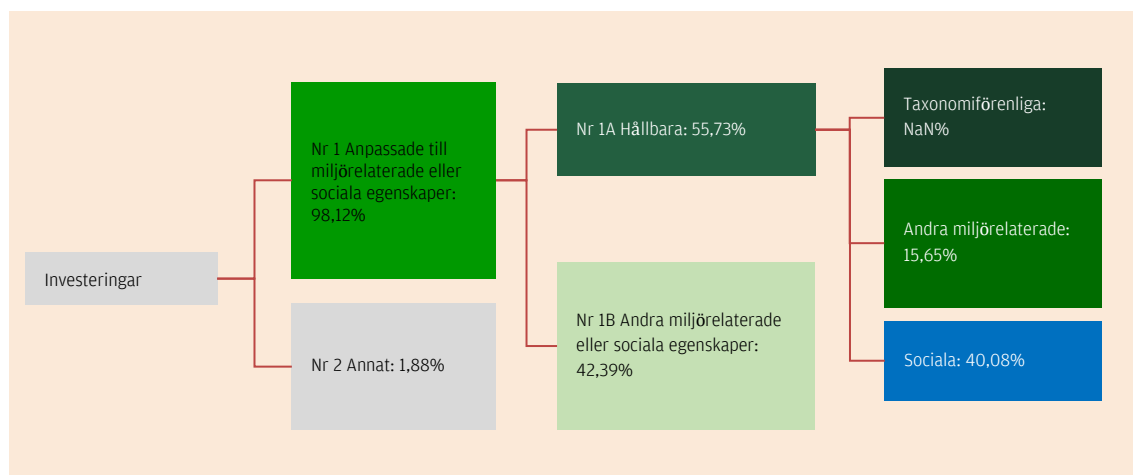 Investeringar
Nr 1 Anpassade till
miljörelaterade eller
sociala egenskaper:
98,12%
Nr 2 Annat: 1,88%
Nr 1A Hållbara: 55,73%
Nr 1B Andra miljörelaterade
eller sociala egenskaper:
42,39%
Taxonomiförenliga:
NaN%
Andra miljörelaterade:
15,65%
Sociala: 40,08%